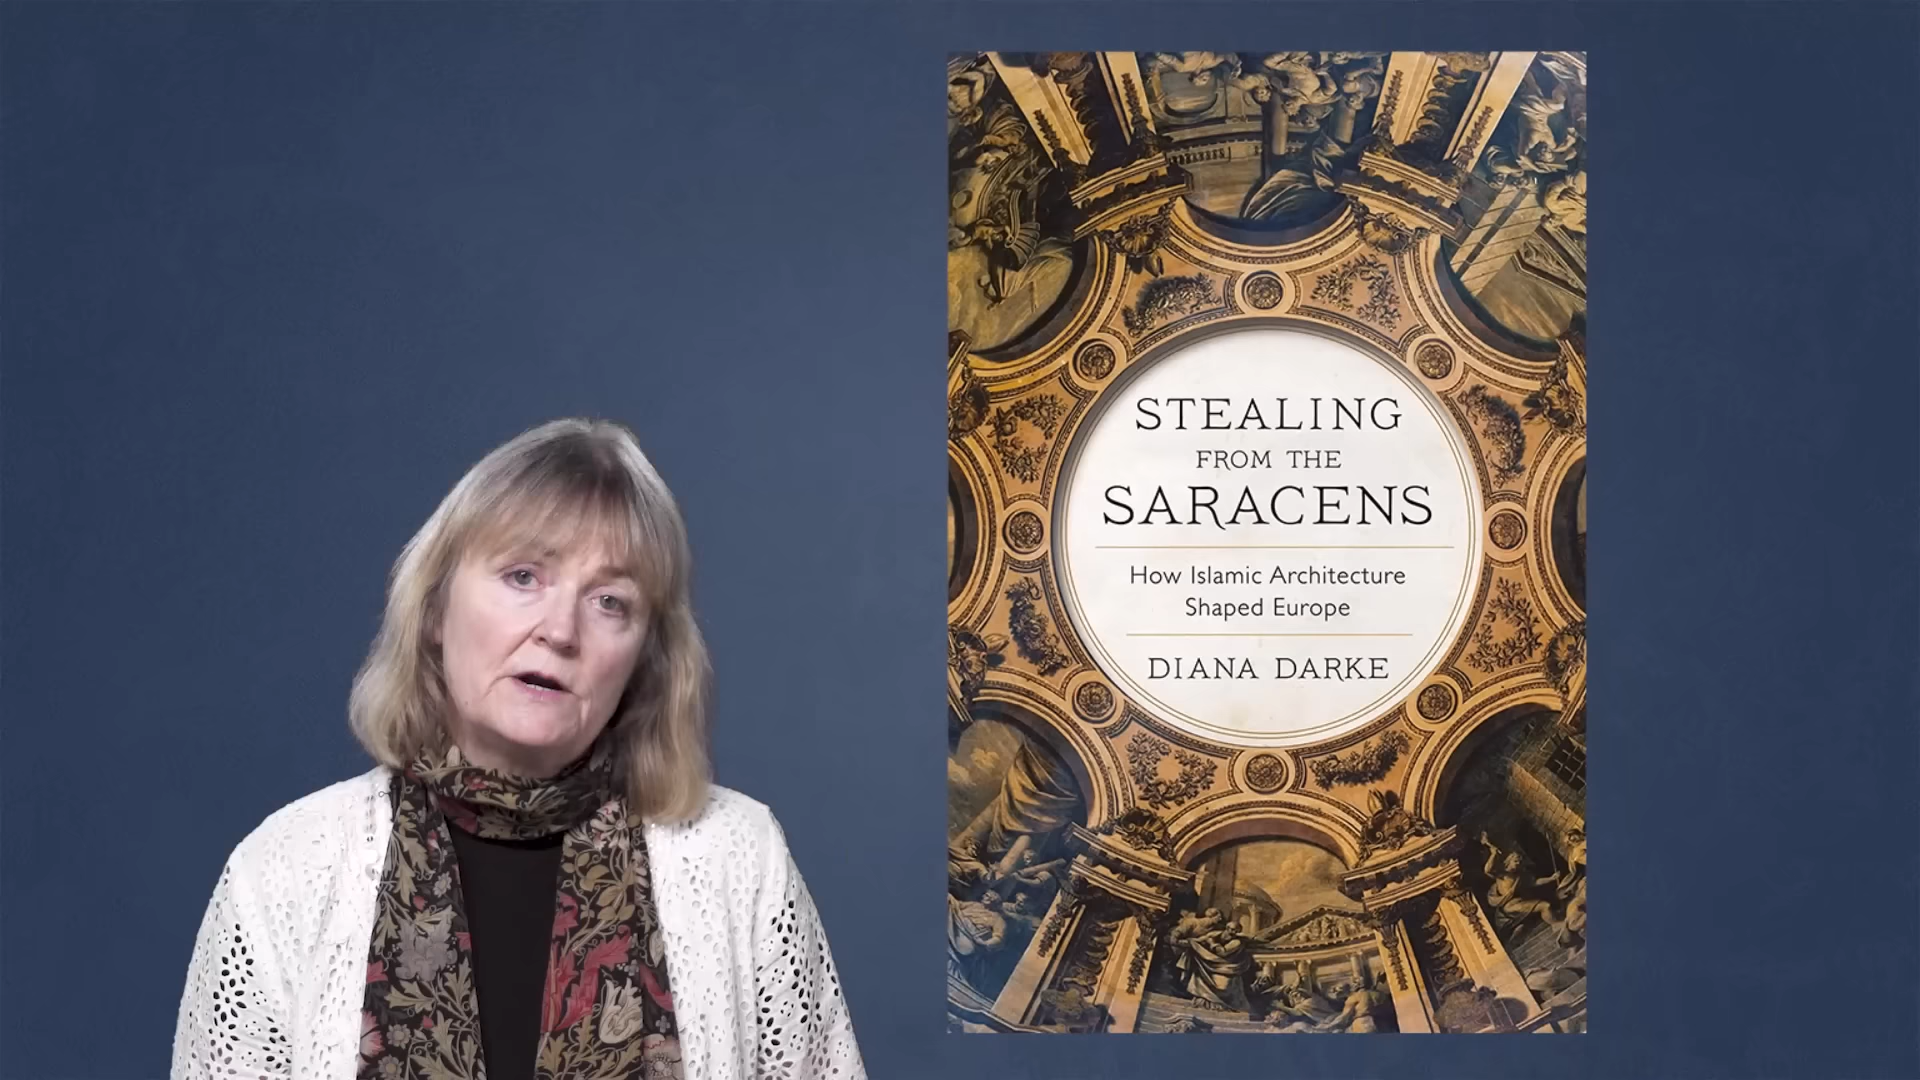 STEALING
FROM THE
SARACENS
How Islamic Architecture
Shaped Europe
DIANA DARKE